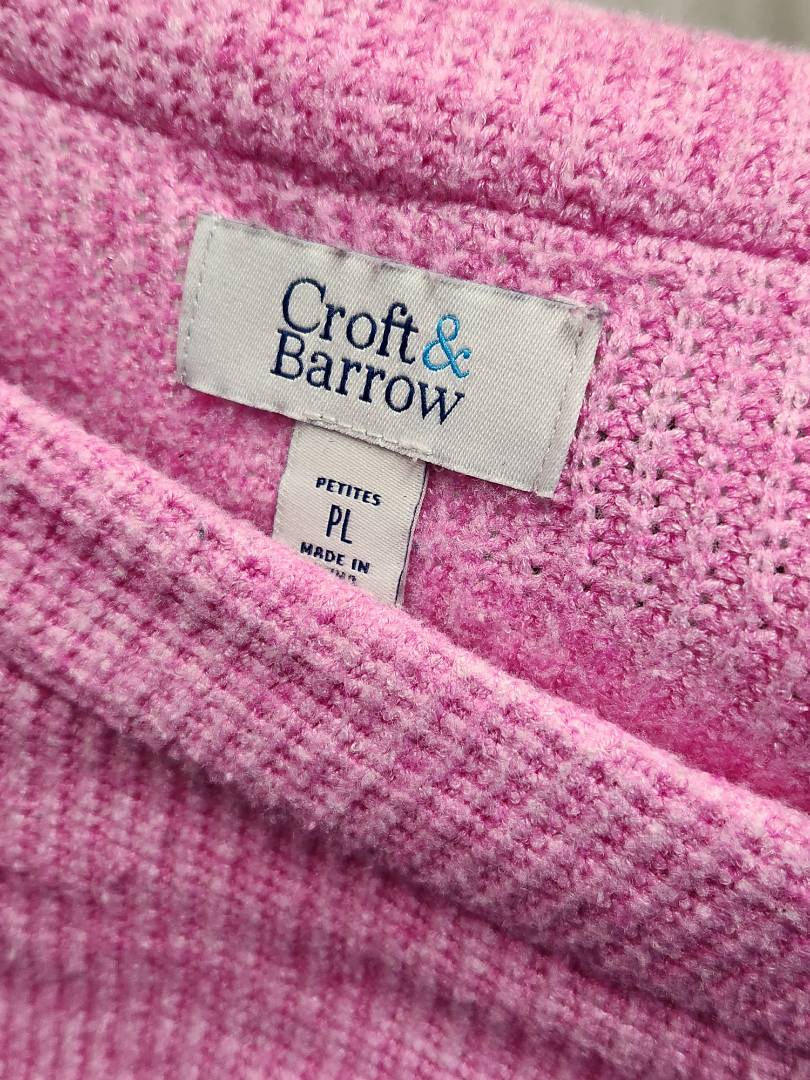 Croft &
Barrow
PETITES
PL
MADE IN